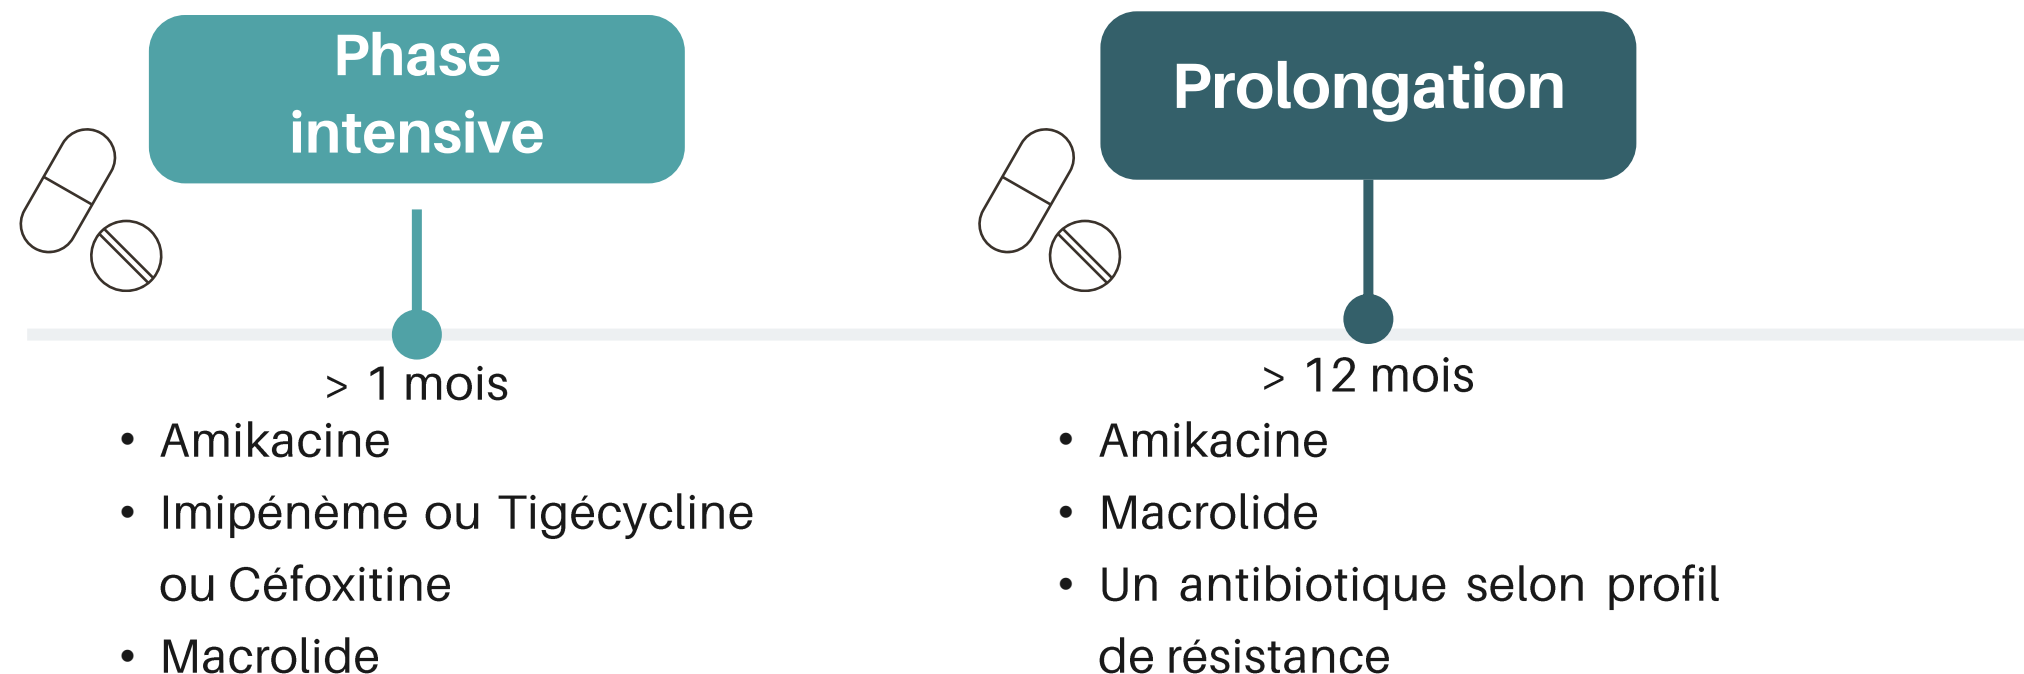 Phase
intensive
> 1 mois
• Amikacine
• Imipénème ou Tigécycline
ou Céfoxitine
• Macrolide
Prolongation
> 12 mois
• Amikacine
• Macrolide
• Un antibiotique selon profil
de résistance